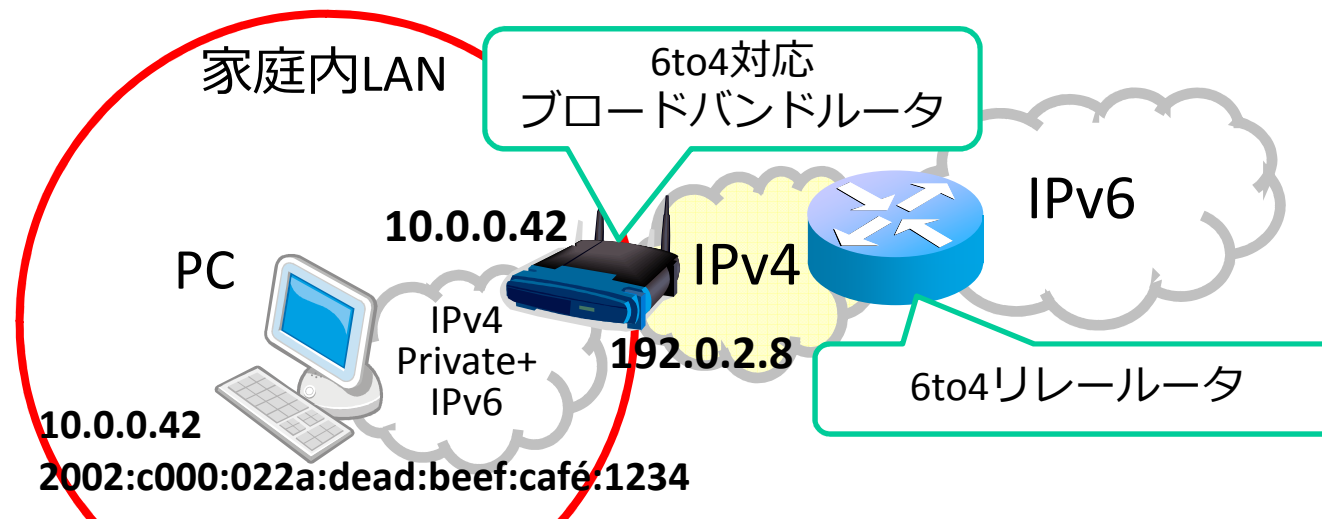 家庭内LAN
6to4対応
ブロードバンドルータ
IPv6
10.0.0.42
PC
IPv4
IPv4
Private+
IPv6
192.0.2.8
6to4リレールータ
10.0.0.42
2002:c000:022a:dead:beef:café:1234